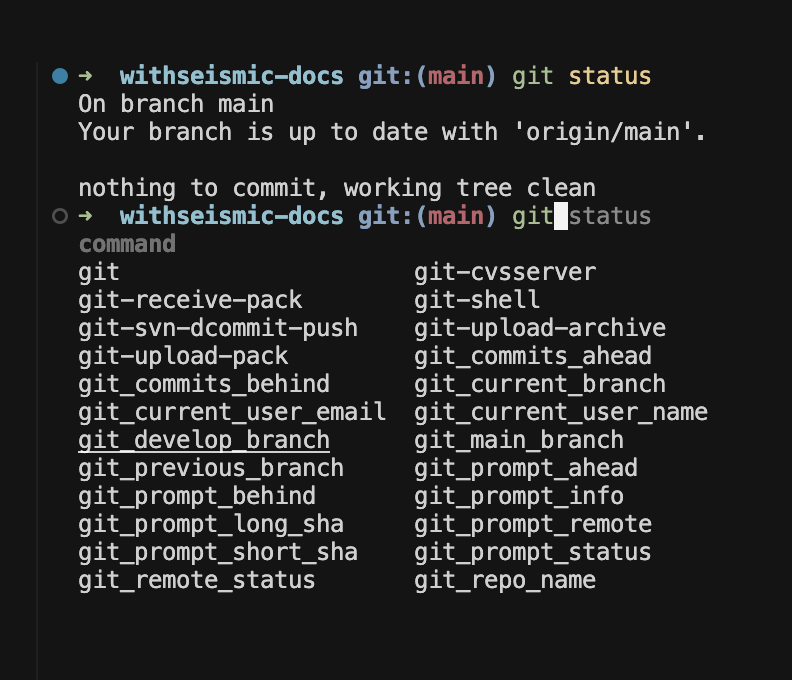 ➜  withseismic-docs git:(main) git status
On branch main
Your branch is up to date with 'origin/main'.
nothing to commit, working tree clean
➜  withseismic-docs git:(main) git status
command
git                   git-cvsserver
git-receive-pack      git-shell
git-svn-dcommit-push  git-upload-archive
git-upload-pack       git_commits_ahead
git_commits_behind    git_current_branch
git_current_user_email  git_current_user_name
git_develop_branch    git_main_branch
git_previous_branch   git_prompt_ahead
git_prompt_behind     git_prompt_info
git_prompt_long_sha   git_prompt_remote
git_prompt_short_sha  git_prompt_status
git_remote_status     git_repo_name